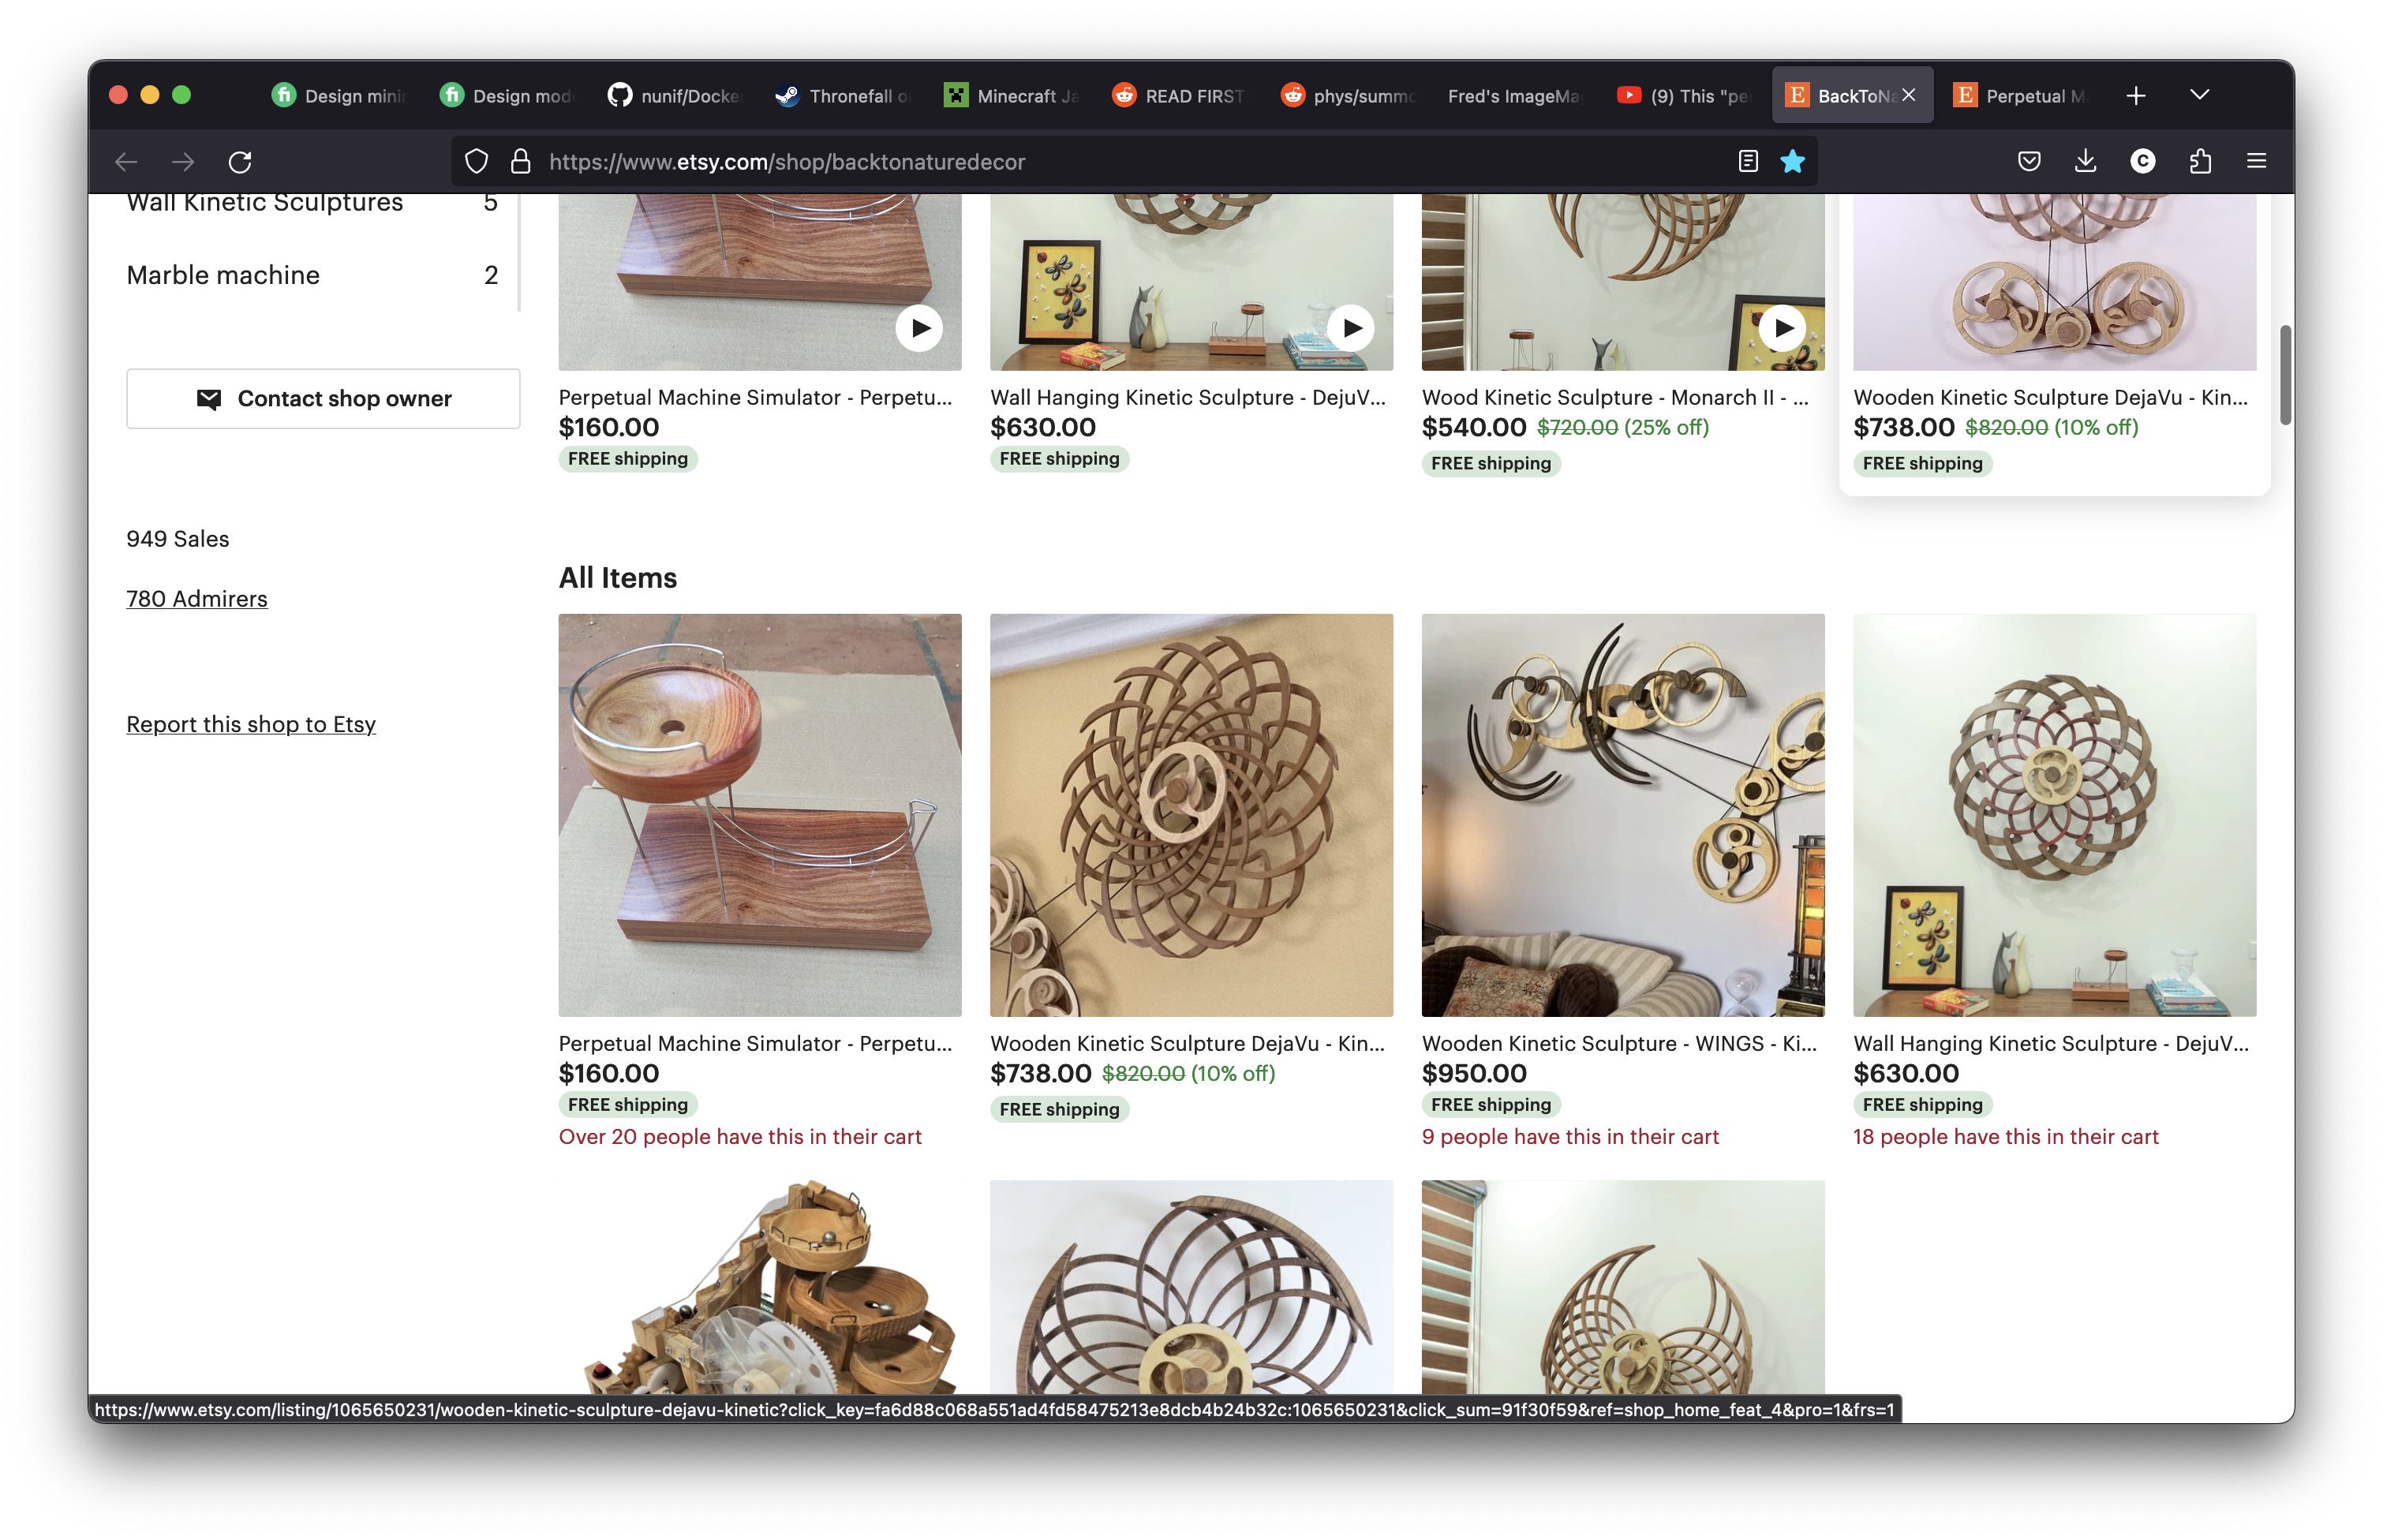 Design mini
Design mod
nunif/Docke
Thronefall o
Minecraft Ja
READ FIRST
phys/summo
Fred's ImageMa
(9) This "pe
BackToNa
Perpetual M
https://www.etsy.com/shop/backtonaturedecor
Wall Kinetic Sculptures 5
Marble machine 2
Contact shop owner
949 Sales
780 Admirers
Report this shop to Etsy
Perpetual Machine Simulator - Perpetu...
$160.00
FREE shipping
Wall Hanging Kinetic Sculpture - DejuV...
$630.00
FREE shipping
Wood Kinetic Sculpture - Monarch II - ...
$540.00 $720.00 (25% off)
FREE shipping
Wooden Kinetic Sculpture DejaVu - Kin...
$738.00 $820.00 (10% off)
FREE shipping
All Items
Perpetual Machine Simulator - Perpetu...
$160.00
FREE shipping
Over 20 people have this in their cart
Wooden Kinetic Sculpture DejaVu - Kin...
$738.00 $820.00 (10% off)
FREE shipping
Wooden Kinetic Sculpture - WINGS - Ki...
$950.00
FREE shipping
9 people have this in their cart
Wall Hanging Kinetic Sculpture - DejuV...
$630.00
FREE shipping
18 people have this in their cart
https://www.etsy.com/listing/1065650231/wooden-kinetic-sculpture-dejavu-kinetic?click_key=fa6d88c068a551ad4fd58475213e8dcb4b24b32c:1065650231&click_sum=91f30f59&ref=shop_home_feat_4&pro=1&frs=1